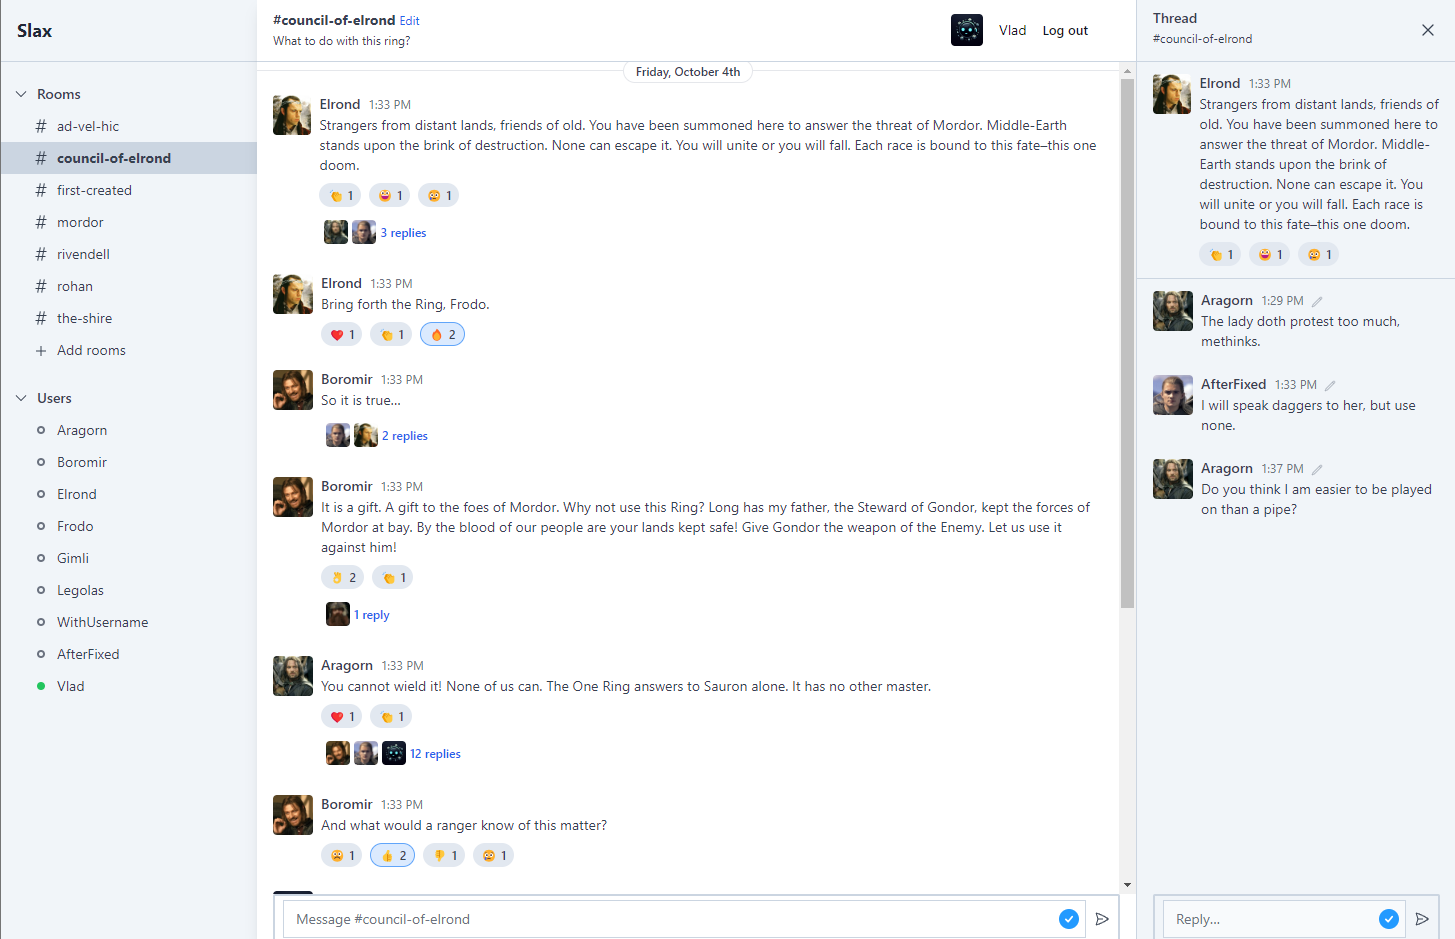 Slax
Rooms
# ad-vel-hic
# council-of-elrond
# first-created
# mordor
# rivendell
# rohan
# the-shire
+ Add rooms
Users
Aragorn
Boromir
Elrond
Frodo
Gimli
Legolas
WithUsername
AfterFixed
Vlad
#council-of-elrond Edit
What to do with this ring?
Vlad Log out
Friday, October 4th
Elrond 1:33 PM
Strangers from distant lands, friends of old. You have been summoned here to answer the threat of Mordor. Middle-Earth
stands upon the brink of destruction. None can escape it. You will unite or you will fall. Each race is bound to this fate–this one
doom.
👏 1 😜 1 😳 1
3 replies
Elrond 1:33 PM
Bring forth the Ring, Frodo.
❤️ 1 👏 1 🔥 2
Boromir 1:33 PM
So it is true...
2 replies
Boromir 1:33 PM
It is a gift. A gift to the foes of Mordor. Why not use this Ring? Long has my father, the Steward of Gondor, kept the forces of
Mordor at bay. By the blood of our people are your lands kept safe! Give Gondor the weapon of the Enemy. Let us use it
against him!
2 👏 1
1 reply
Aragorn 1:33 PM
You cannot wield it! None of us can. The One Ring answers to Sauron alone. It has no other master.
❤️ 1 👏 1
12 replies
Boromir 1:33 PM
And what would a ranger know of this matter?
1 👍 2 👎 1 😳 1
Message #council-of-elrond
Thread
#council-of-elrond
Elrond 1:33 PM
Strangers from distant lands, friends of
old. You have been summoned here to
answer the threat of Mordor. Middle-
Earth stands upon the brink of
destruction. None can escape it. You
will unite or you will fall. Each race is
bound to this fate–this one doom.
👏 1 😜 1 😳 1
Aragorn 1:29 PM
The lady doth protest too much,
methinks.
AfterFixed 1:33 PM
I will speak daggers to her, but use
none.
Aragorn 1:37 PM
Do you think I am easier to be played
on than a pipe?
Reply...